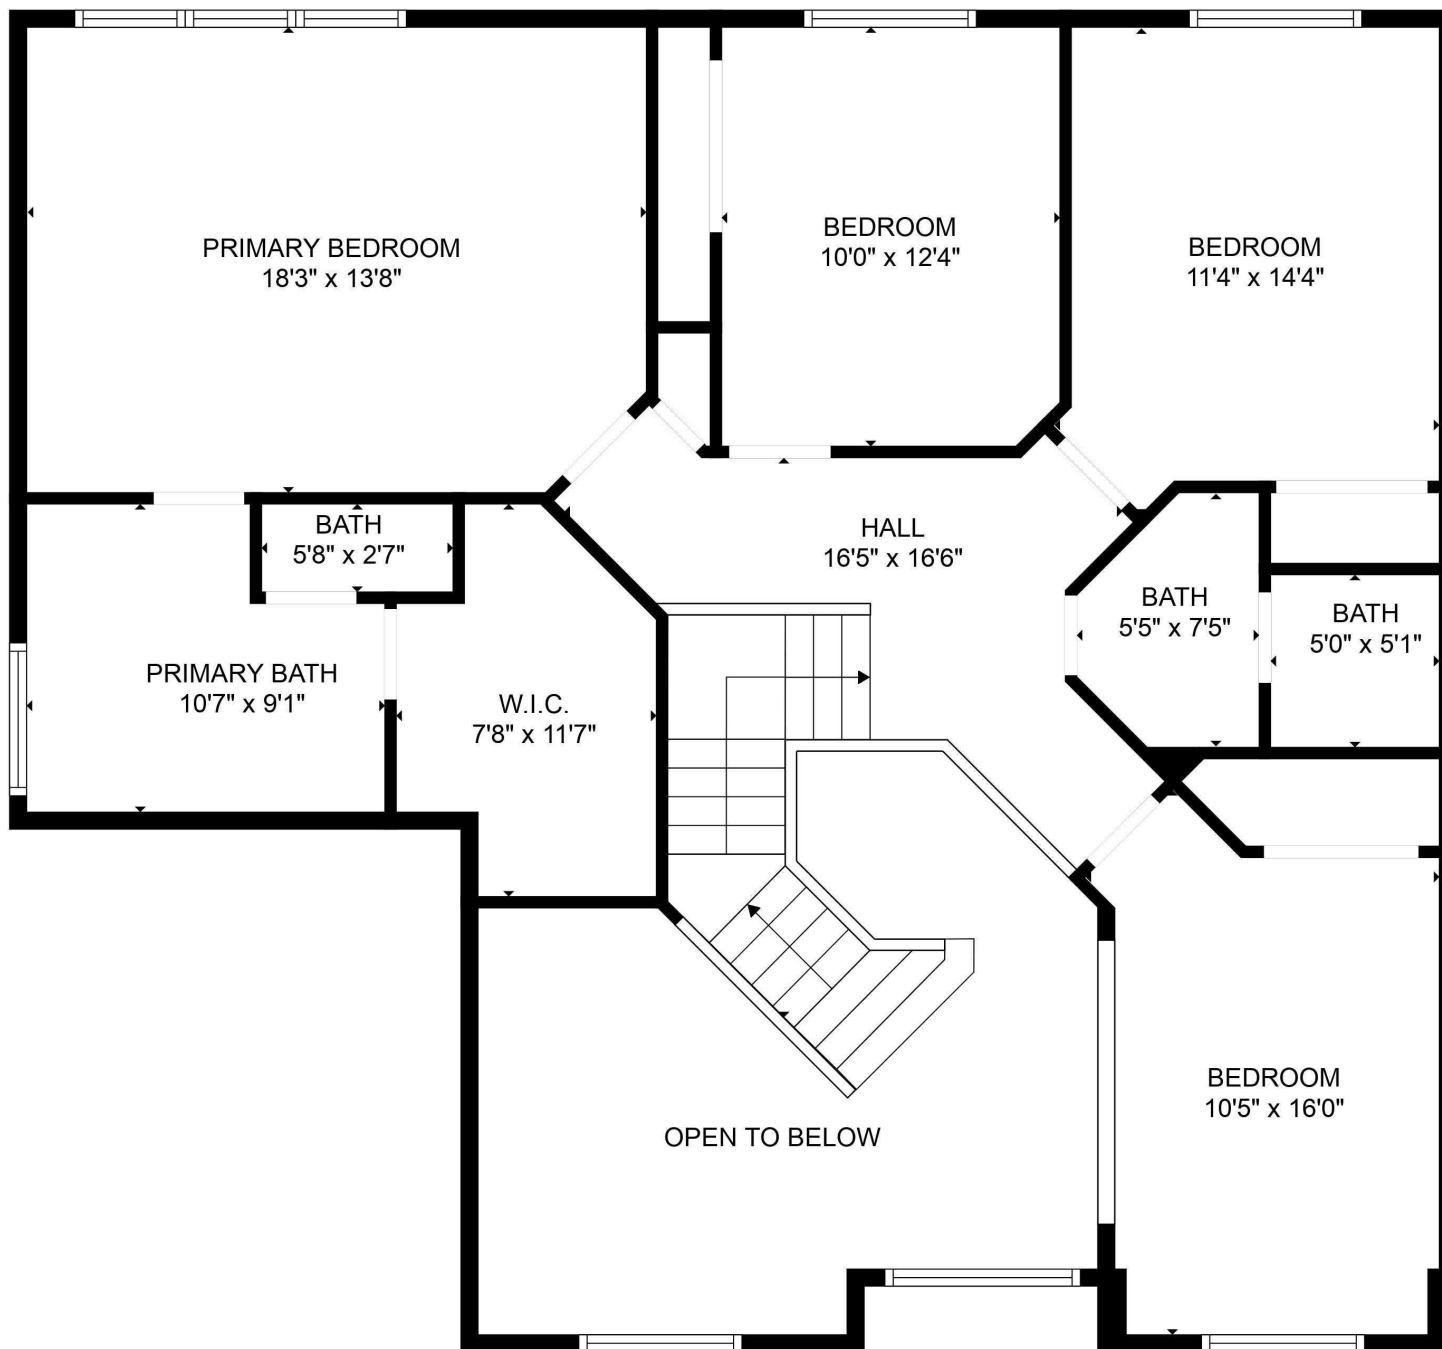 PRIMARY BEDROOM
18'3" x 13'8"
BEDROOM
10'0" x 12'4"
BEDROOM
11'4" x 14'4"
BATH
5'8" x 2'7"
HALL
16'5" x 16'6"
BATH
5'5" x 7'5"
BATH
5'0" x 5'1"
PRIMARY BATH
10'7" x 9'1"
W.I.C.
7'8" x 11'7"
BEDROOM
10'5" x 16'0"
OPEN TO BELOW